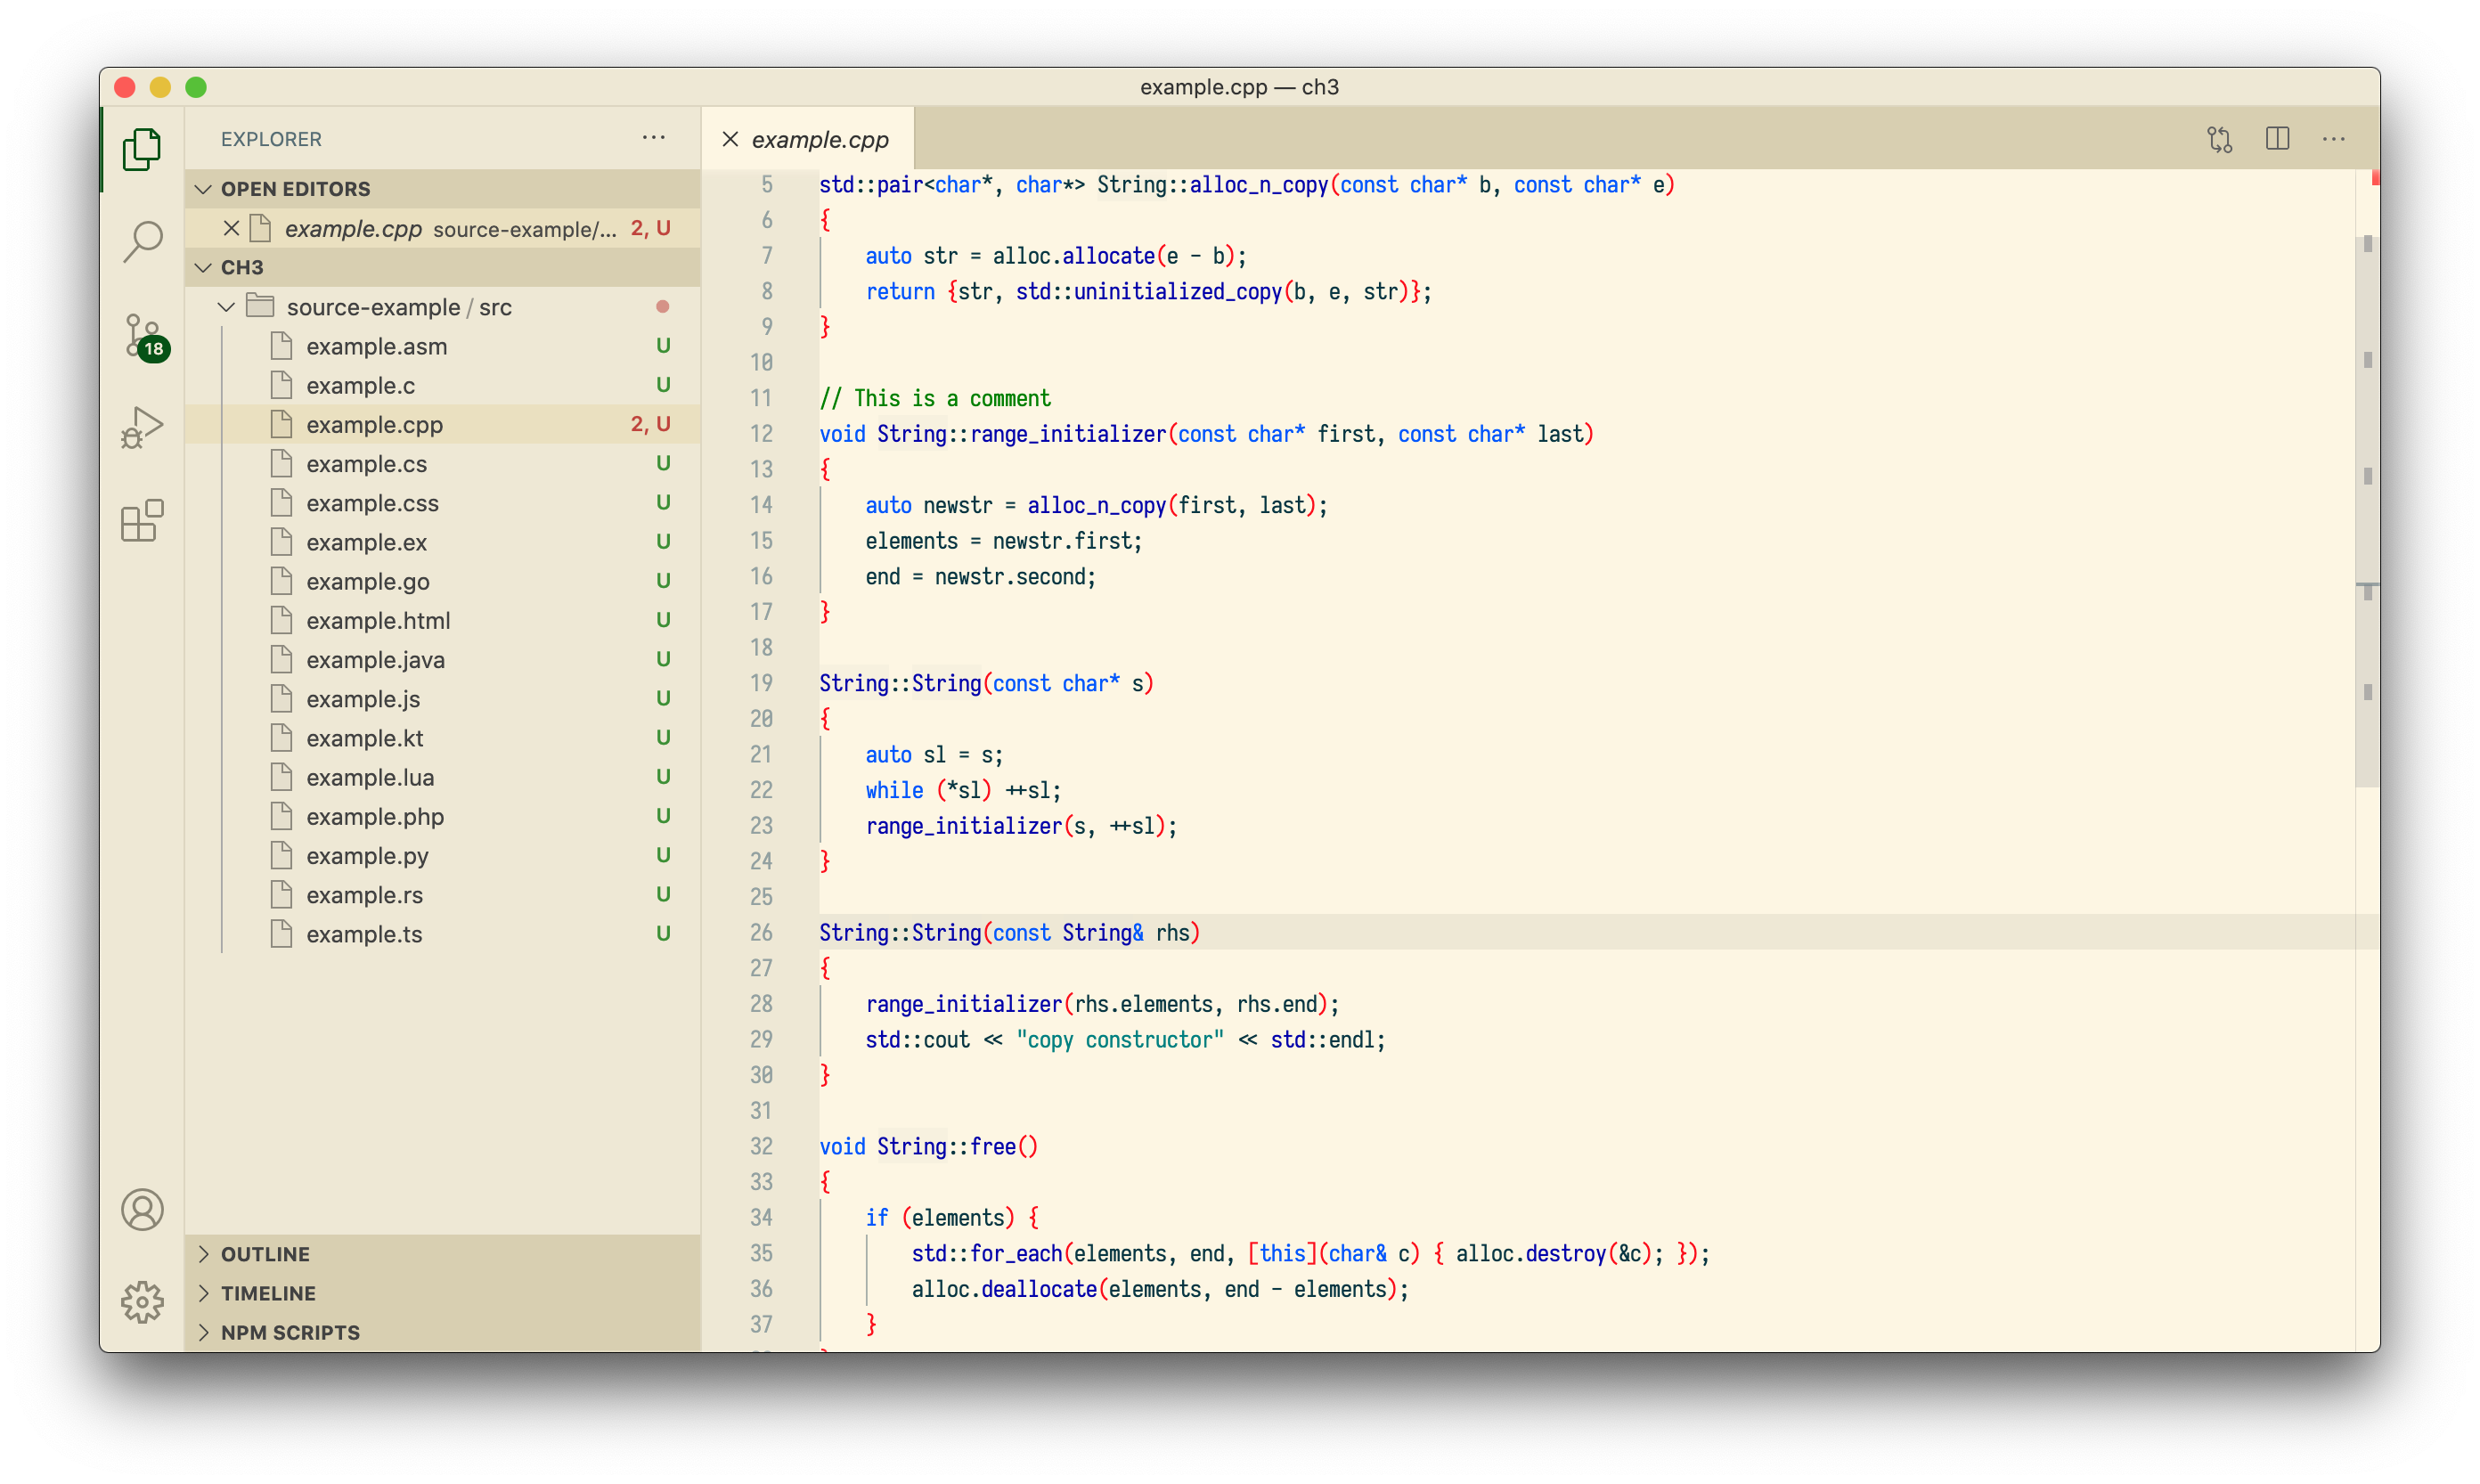 example.cpp — ch3
EXPLORER
OPEN EDITORS
example.cpp source-example/... 2, U
CH3
source-example / src
example.asm U
example.c U
example.cpp 2, U
example.cs U
example.css U
example.ex U
example.go U
example.html U
example.java U
example.js U
example.kt U
example.lua U
example.php U
example.py U
example.rs U
example.ts U
OUTLINE
TIMELINE
NPM SCRIPTS
18
example.cpp
5 std::pair<char*, char*> String::alloc_n_copy(const char* b, const char* e)
6 {
7     auto str = alloc.allocate(e - b);
8     return {str, std::uninitialized_copy(b, e, str)};
9 }
10
11 // This is a comment
12 void String::range_initializer(const char* first, const char* last)
13 {
14     auto newstr = alloc_n_copy(first, last);
15     elements = newstr.first;
16     end = newstr.second;
17 }
18
19 String::String(const char* s)
20 {
21     auto sl = s;
22     while (*sl) ++sl;
23     range_initializer(s, ++sl);
24 }
25
26 String::String(const String& rhs)
27 {
28     range_initializer(rhs.elements, rhs.end);
29     std::cout << "copy constructor" << std::endl;
30 }
31
32 void String::free()
33 {
34     if (elements) {
35         std::for_each(elements, end, [this](char& c) { alloc.destroy(&c); });
36         alloc.deallocate(elements, end - elements);
37     }